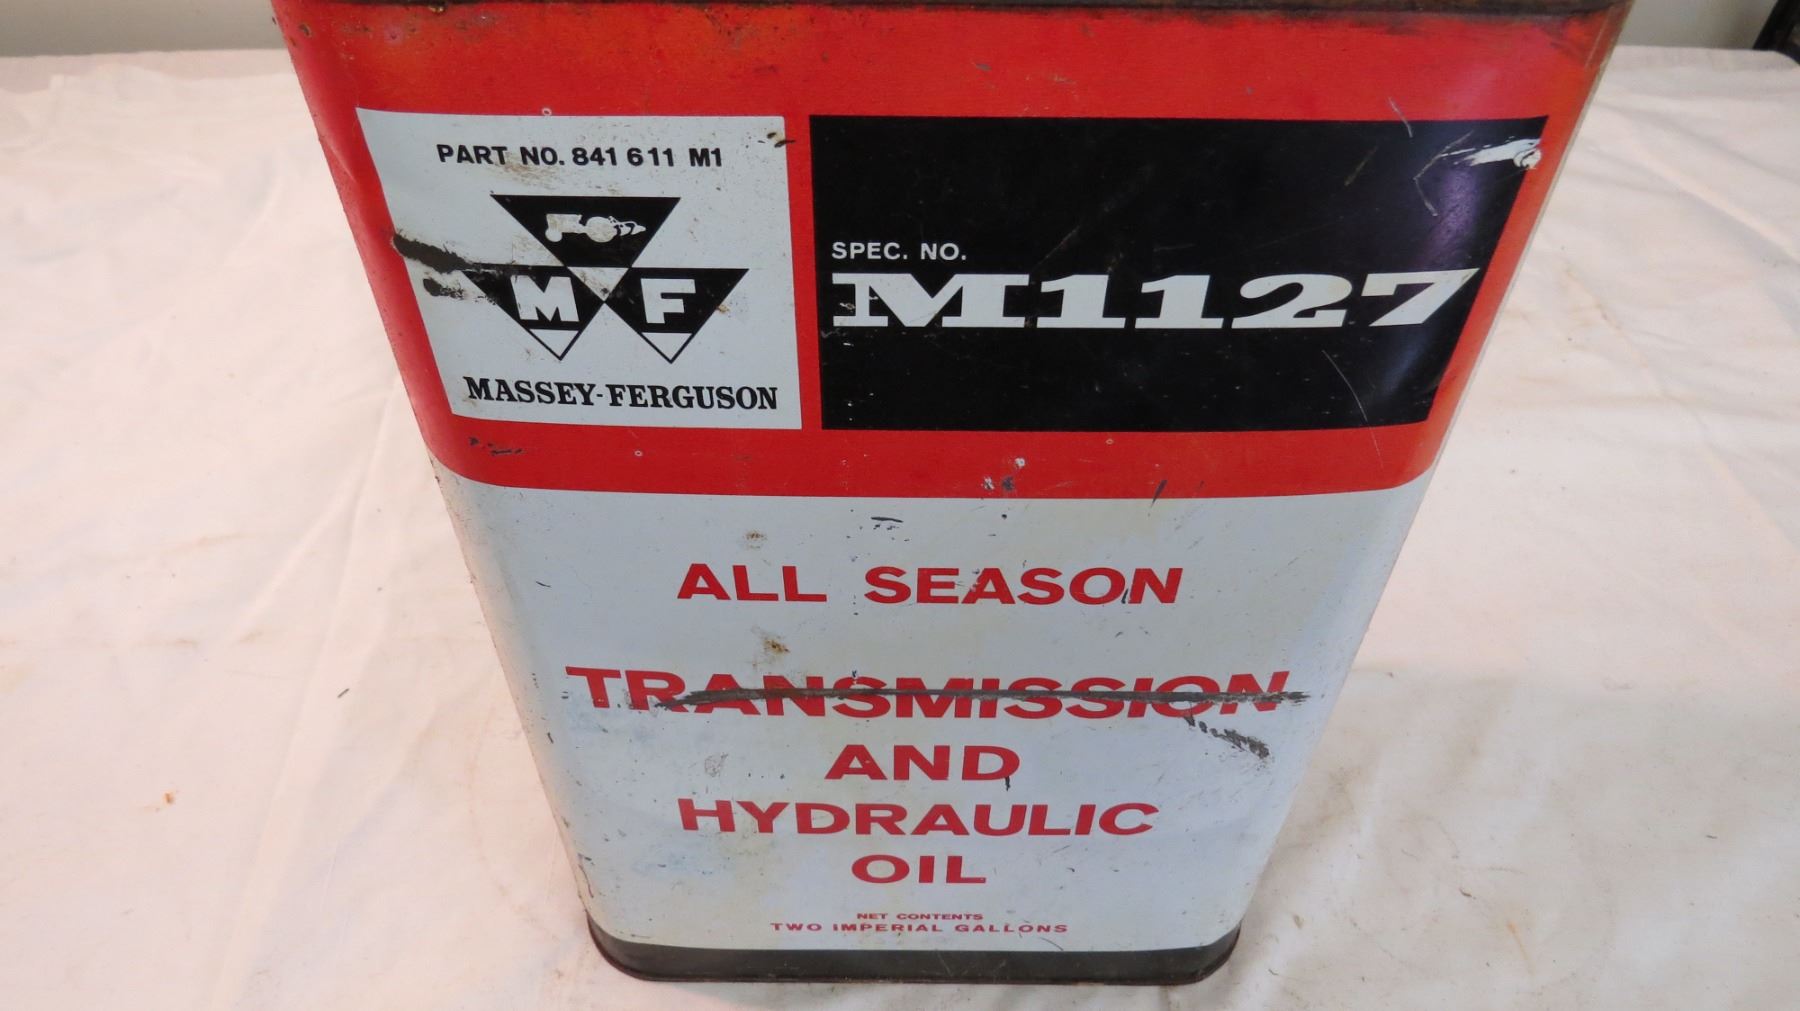 PART NO. 841 611 M1
M F
MASSEY-FERGUSON
SPEC. NO.
M1127
ALL SEASON
TRANSMISSION
AND
HYDRAULIC
OIL
NET CONTENTS
TWO IMPERIAL GALLONS